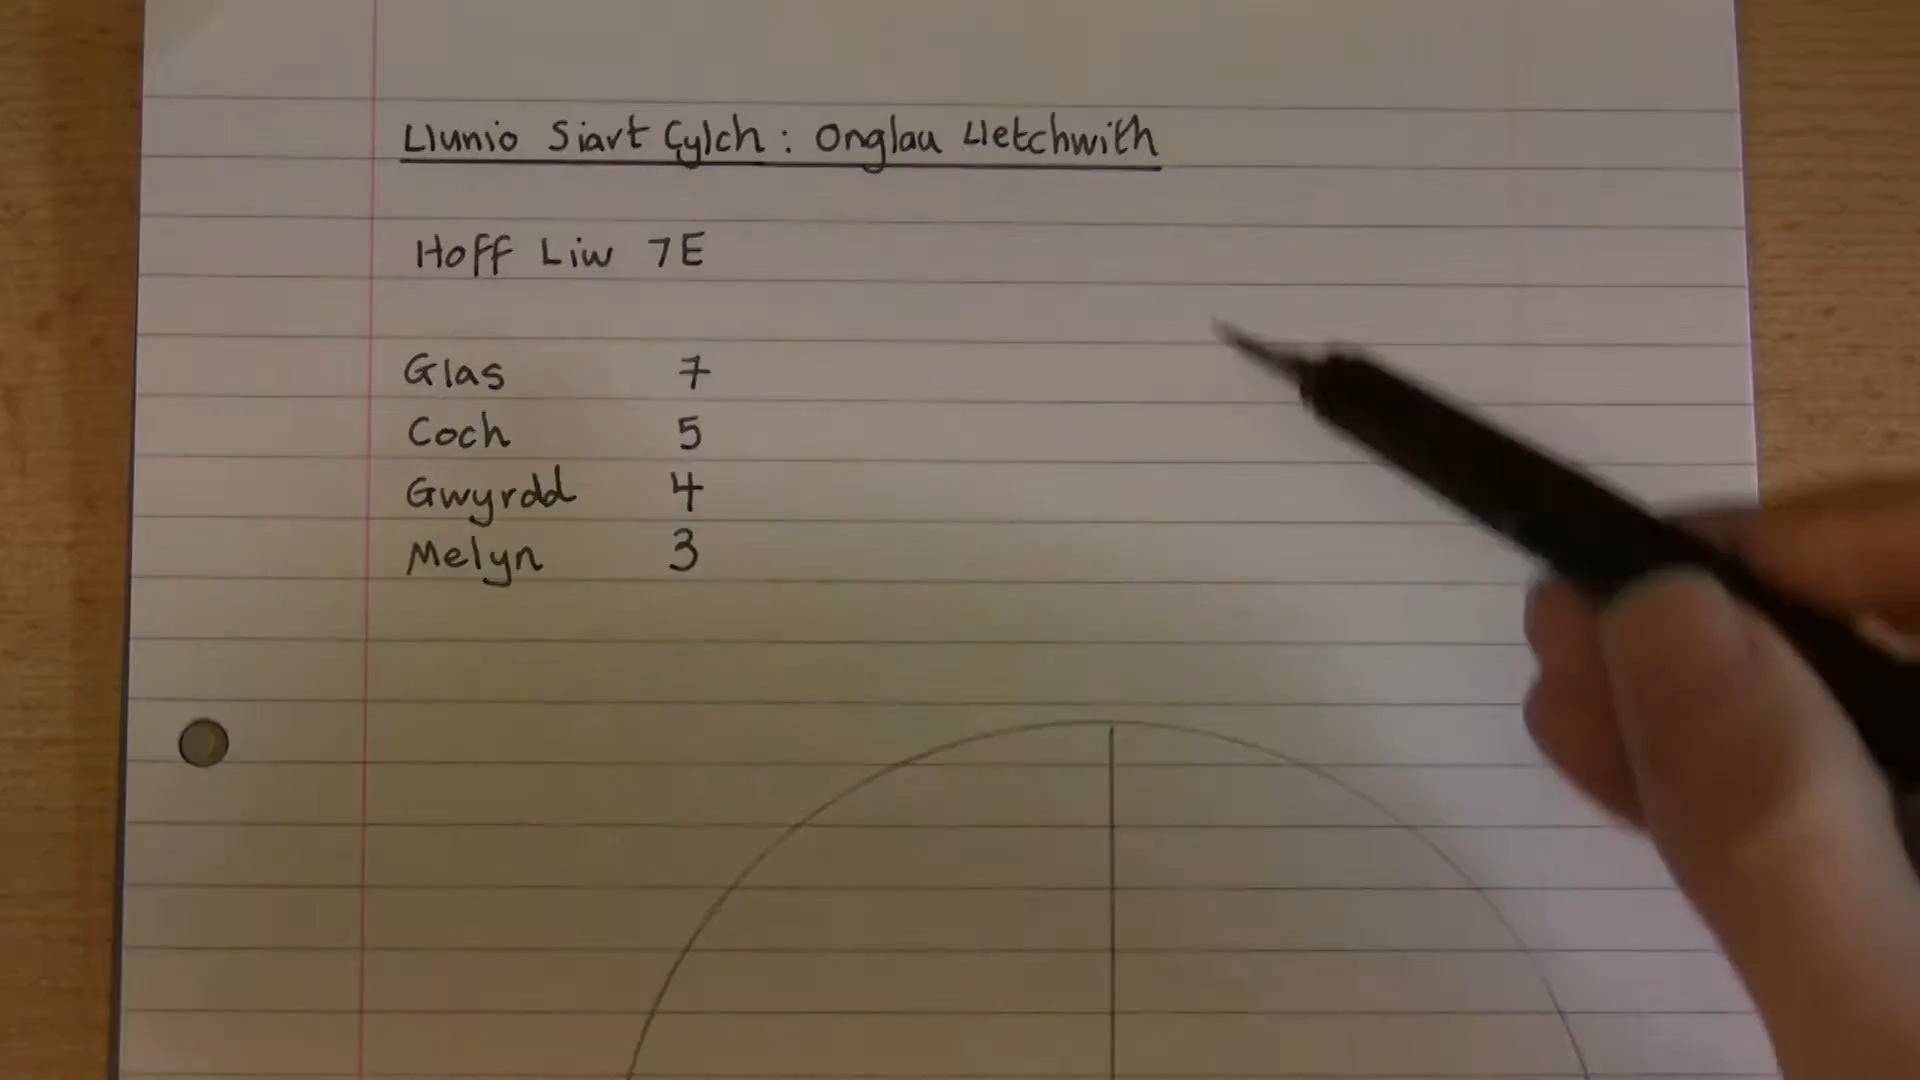 Llunio Siart Cylch : Onglau Lletchwith
Hoff Liw 7E
Glas 7
Coch 5
Gwyrdd 4
Melyn 3